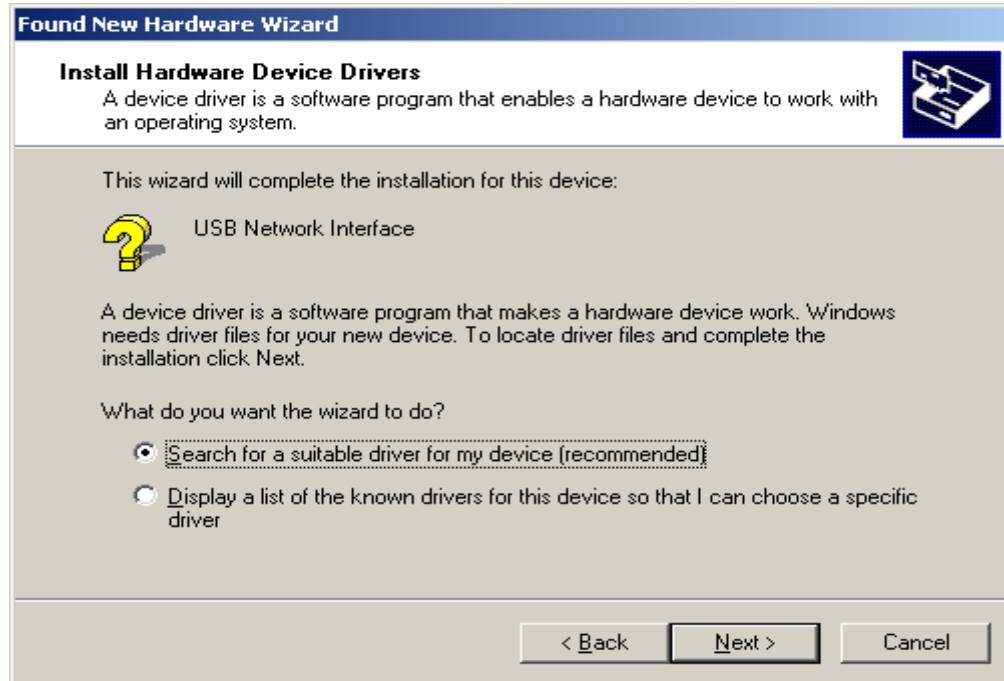 Found New Hardware Wizard
Install Hardware Device Drivers
A device driver is a software program that enables a hardware device to work with
an operating system.
This wizard will complete the installation for this device:
USB Network Interface
A device driver is a software program that makes a hardware device work. Windows
needs driver files for your new device. To locate driver files and complete the
installation click Next.
What do you want the wizard to do?
Search for a suitable driver for my device (recommended)
Display a list of the known drivers for this device so that I can choose a specific
driver
< Back Next > Cancel